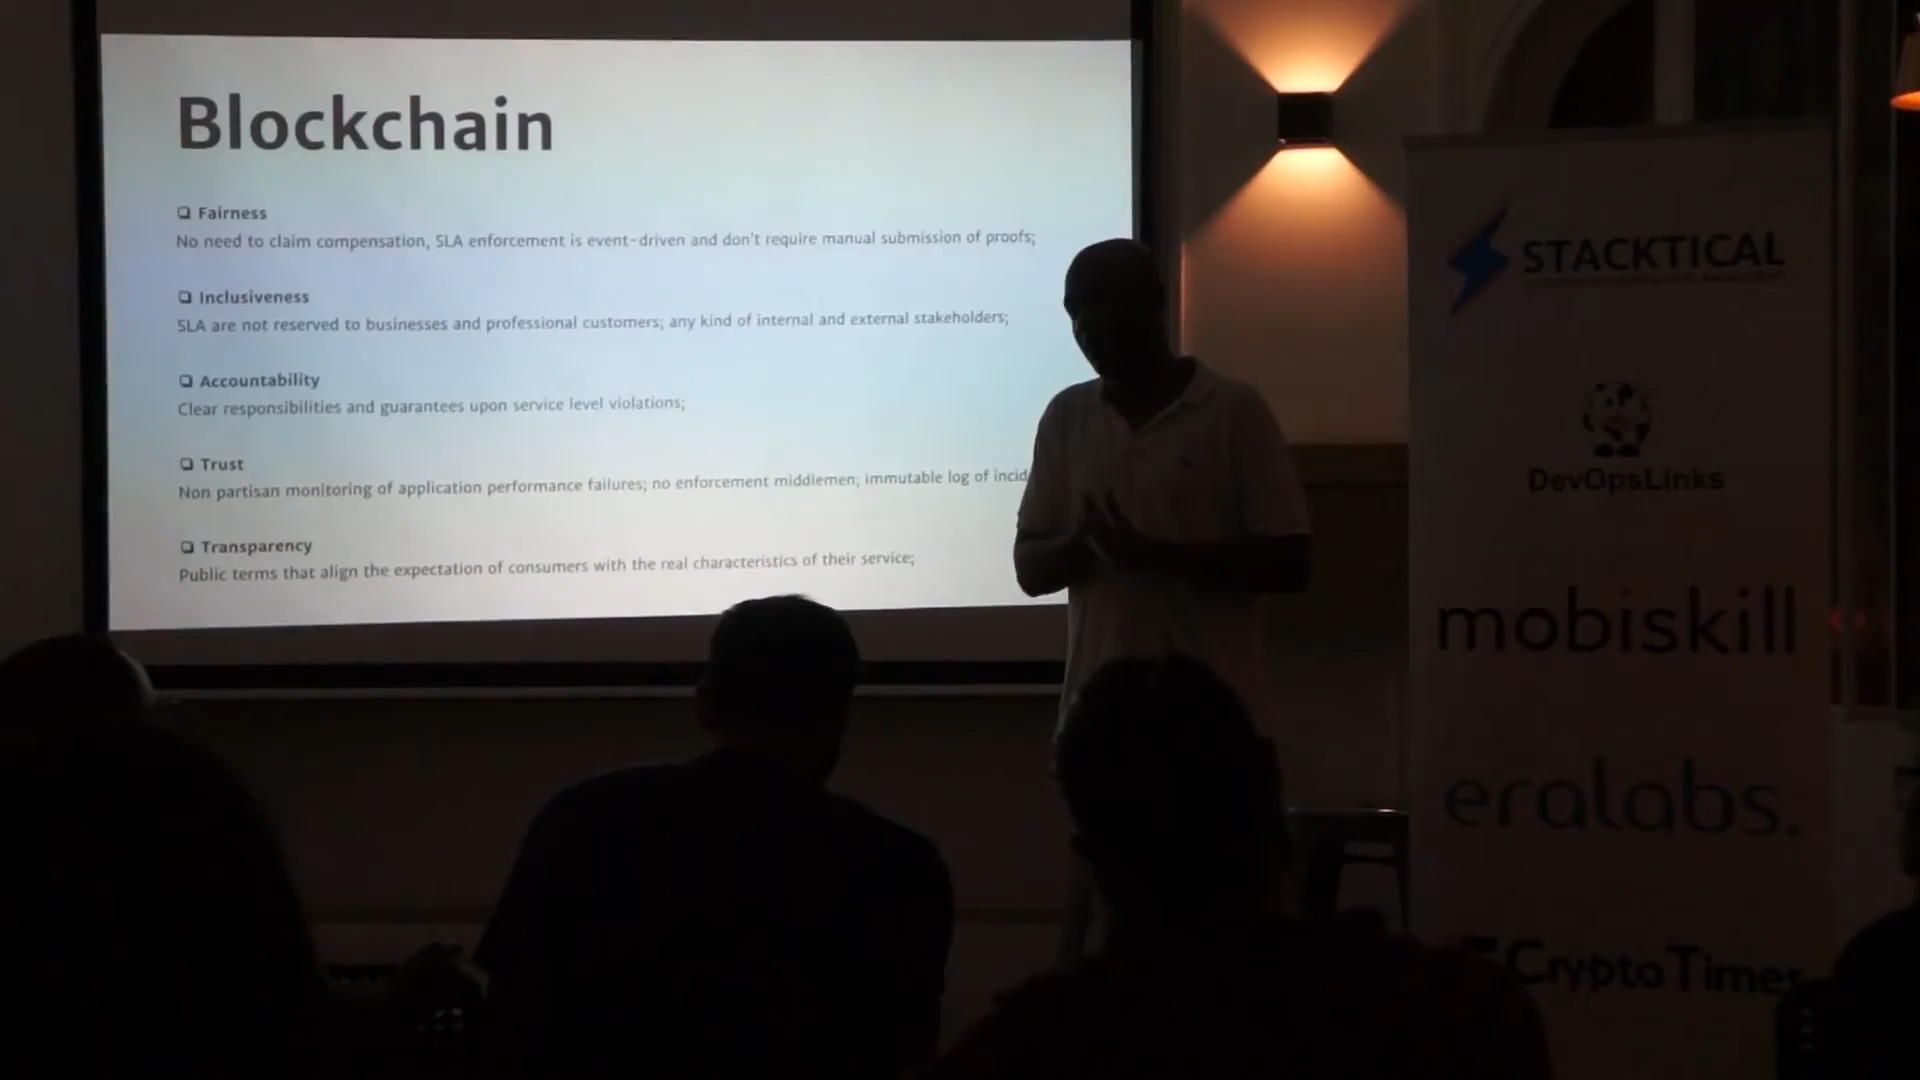 Blockchain
❏ Fairness
No need to claim compensation, SLA enforcement is event-driven and don't require manual submission of proofs;
❏ Inclusiveness
SLA are not reserved to businesses and professional customers; any kind of internal and external stakeholders;
❏ Accountability
Clear responsibilities and guarantees upon service level violations;
❏ Trust
Non partisan monitoring of application performance failures; no enforcement middlemen; immutable log of incid
❏ Transparency
Public terms that align the expectation of consumers with the real characteristics of their service;
STACKTICAL
DevOpsLinks
mobiskill
eralabs.
CryptoTimes